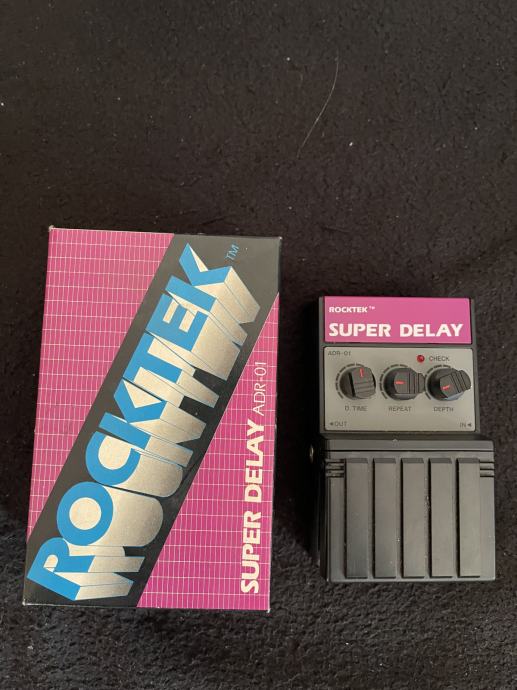 ROCKTEK™
SUPER DELAY ADR-01
ROCKTEK™
SUPER DELAY
ADR-01
CHECK
D. TIME
REPEAT
DEPTH
◄OUT
IN◄